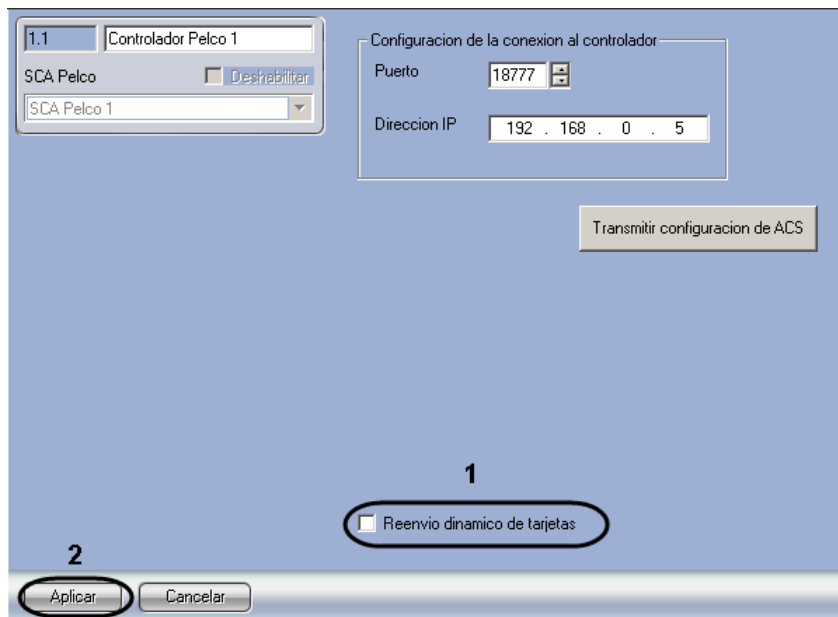 1.1 Controlador Pelco 1
SCA Pelco Deshabilitar
SCA Pelco 1
Configuracion de la conexion al controlador
Puerto 18777
Direccion IP 192 . 168 . 0 . 5
Transmitir configuracion de ACS
1
Reenvio dinamico de tarjetas
2
Aplicar Cancelar